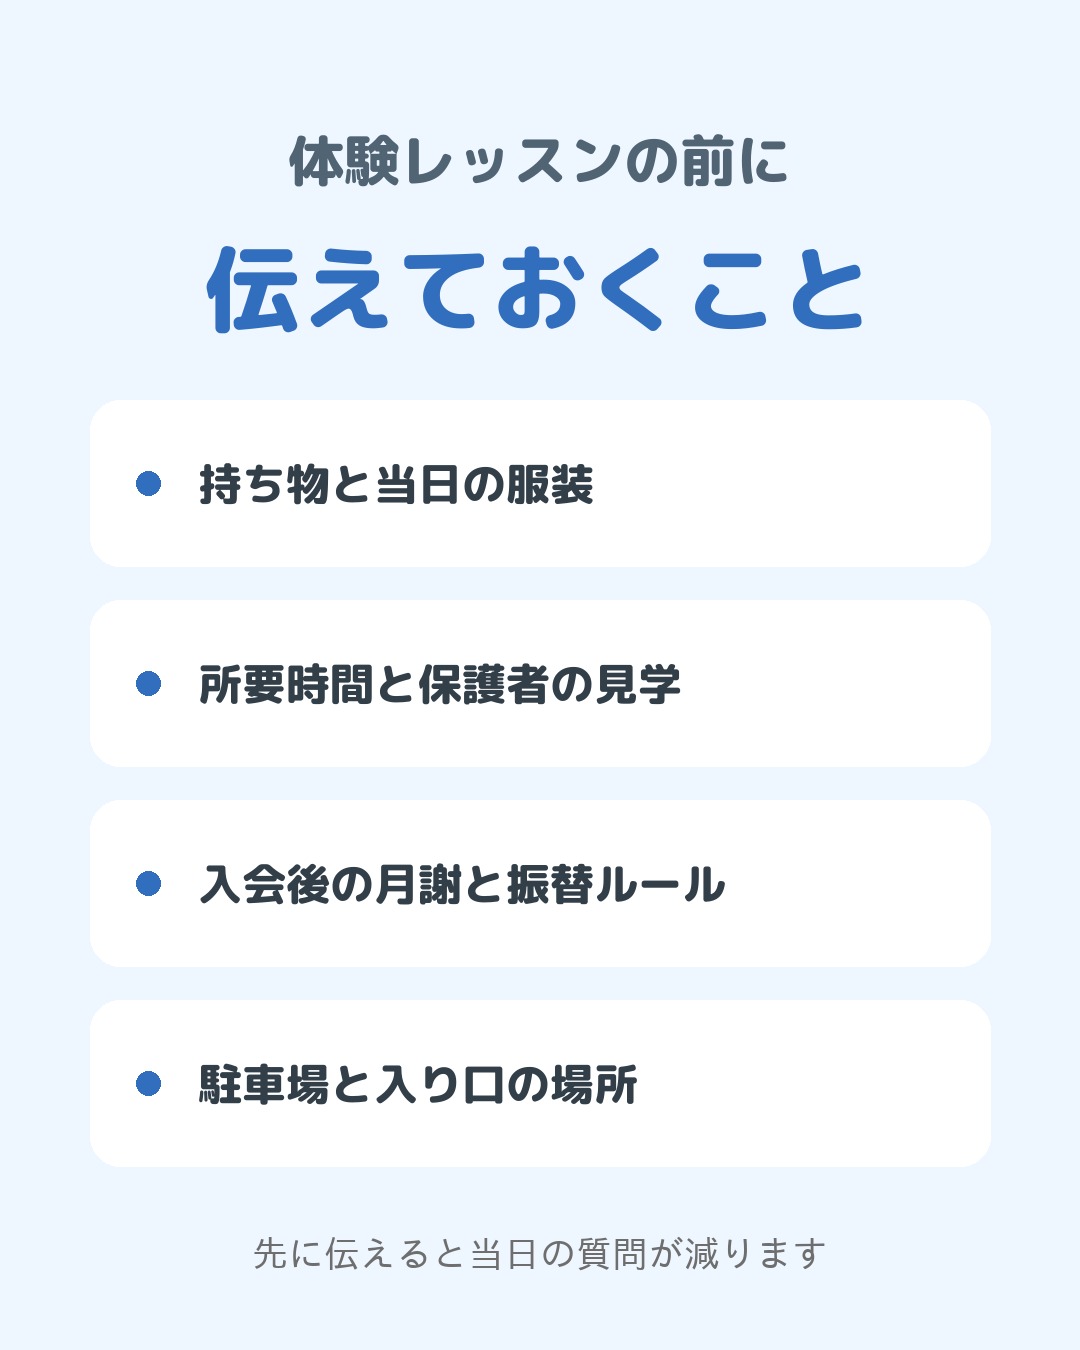 体験レッスンの前に
伝えておくこと
持ち物と当日の服装
所要時間と保護者の見学
入会後の月謝と振替ルール
駐車場と入り口の場所
先に伝えると当日の質問が減ります